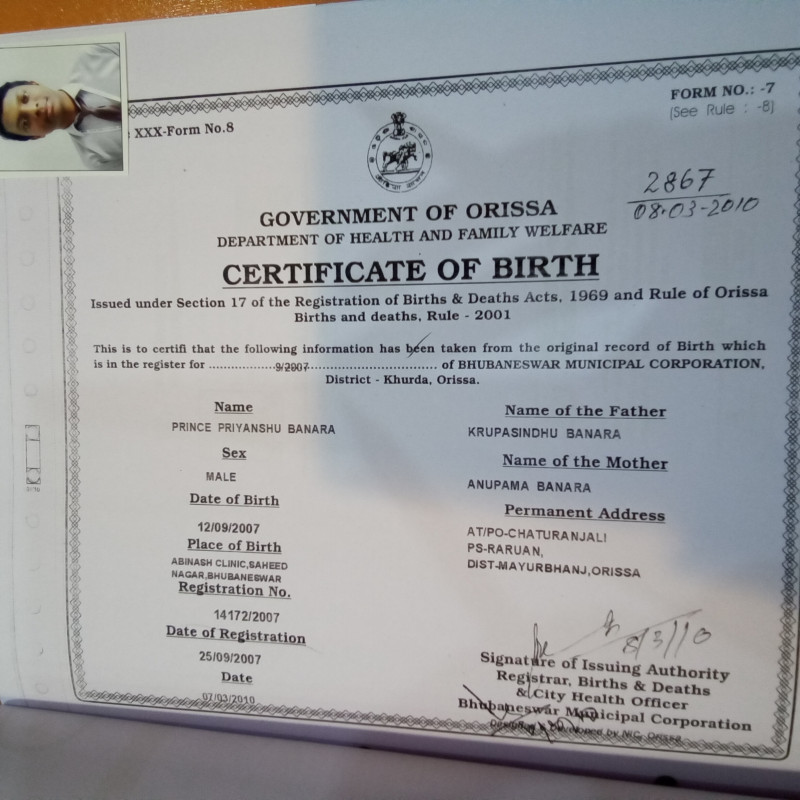 XXX-Form No.8
FORM NO.: -7
(See Rule : -8)
2867
08-03-2010
GOVERNMENT OF ORISSA
DEPARTMENT OF HEALTH AND FAMILY WELFARE
CERTIFICATE OF BIRTH
Issued under Section 17 of the Registration of Births & Deaths Acts, 1969 and Rule of Orissa
Births and deaths, Rule - 2001
This is to certifi that the following information has been taken from the original record of Birth which
is in the register for ....................9/2007.................................... of BHUBANESWAR MUNICIPAL CORPORATION,
District - Khurda, Orissa.
Name
PRINCE PRIYANSHU BANARA
Sex
MALE
Date of Birth
12/09/2007
Place of Birth
ABINASH CLINIC,SAHEED
NAGAR,BHUBANESWAR
Registration No.
14172/2007
Date of Registration
25/09/2007
Date
07/03/2010
Name of the Father
KRUPASINDHU BANARA
Name of the Mother
ANUPAMA BANARA
Permanent Address
AT/PO-CHATURANJALI
PS-RARUAN,
DIST-MAYURBHANJ,ORISSA
8/3/10
Signature of Issuing Authority
Registrar, Births & Deaths
& City Health Officer
Bhubaneswar Municipal Corporation
Designed & Developed by NIC, Orissa